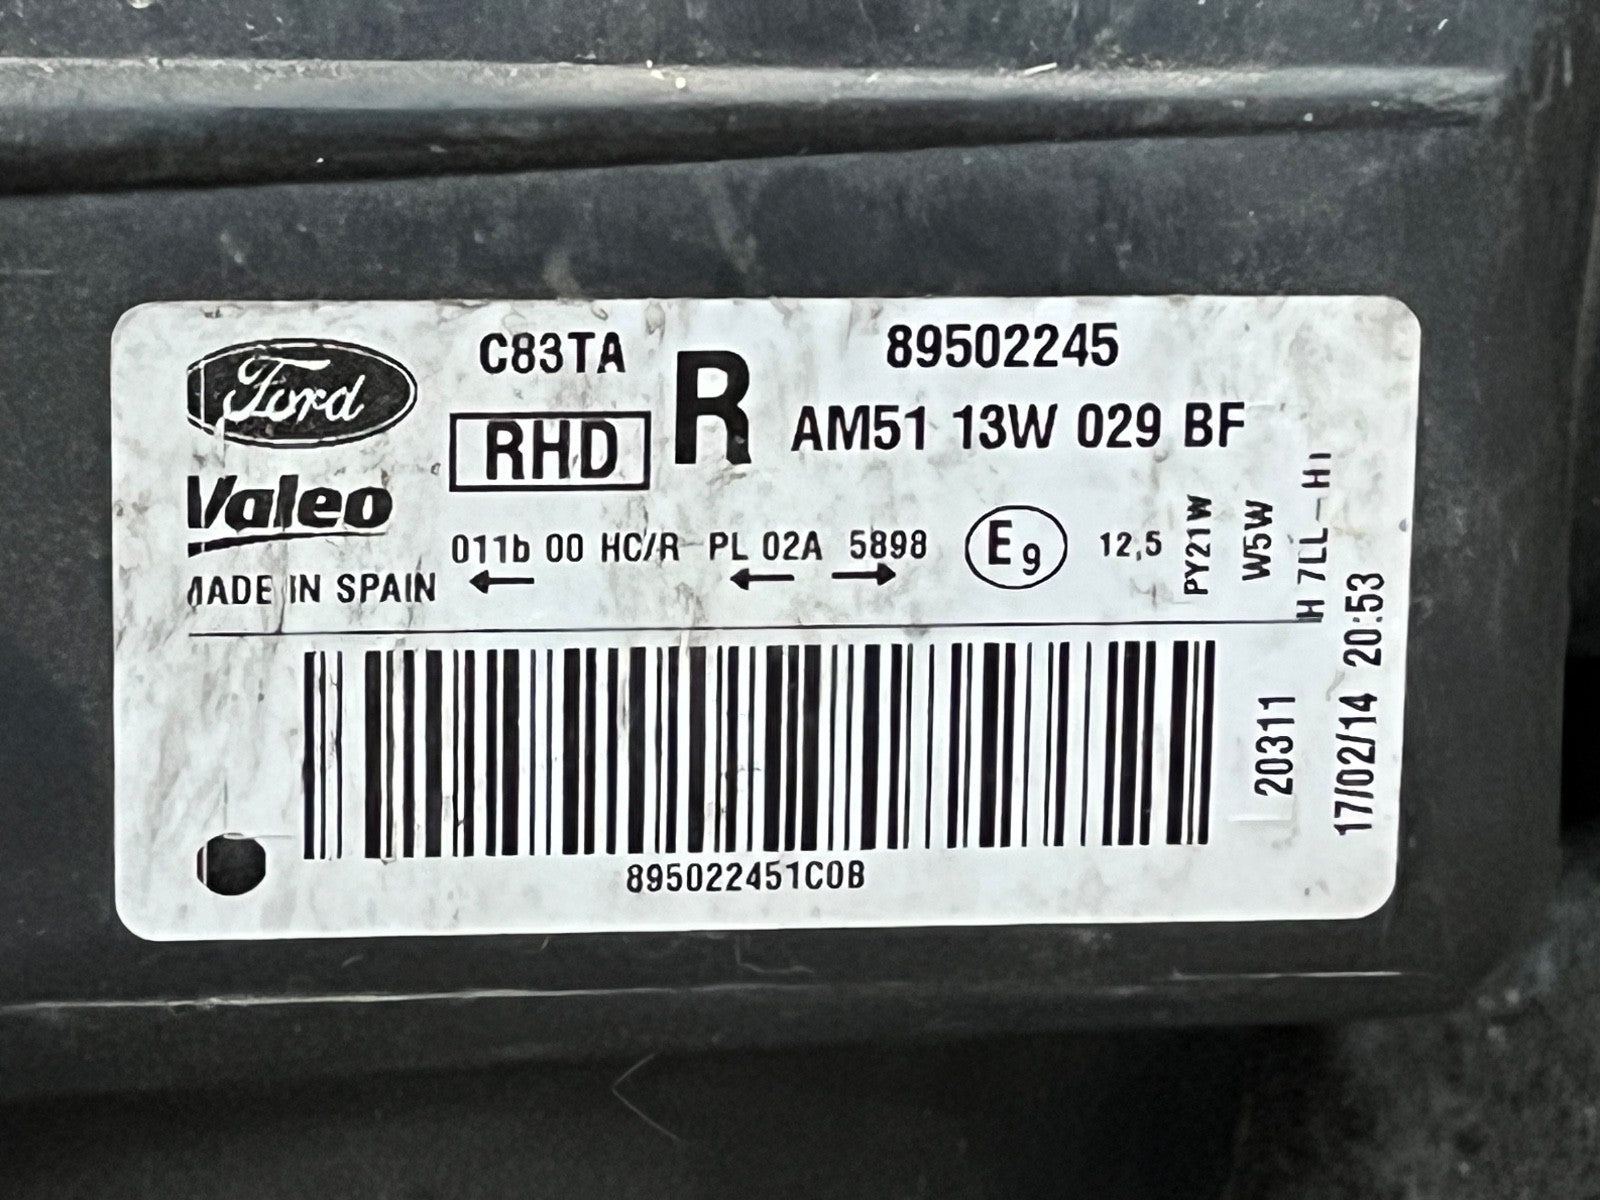 Ford
C83TA
R
89502245
RHD
AM51 13W 029 BF
Valeo
011b 00 HC/R PL 02A 5898
E9
12,5
PY21W
W5W
H 7LL-HI
MADE IN SPAIN
20311
17/02/14 20:53
895022451C0B